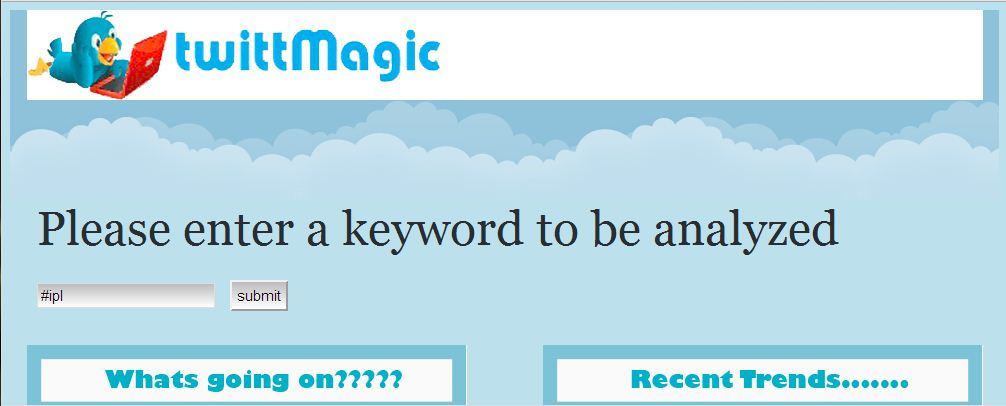 twittMagic
Please enter a keyword to be analyzed
#ipl submit
Whats going on?????
Recent Trends.......